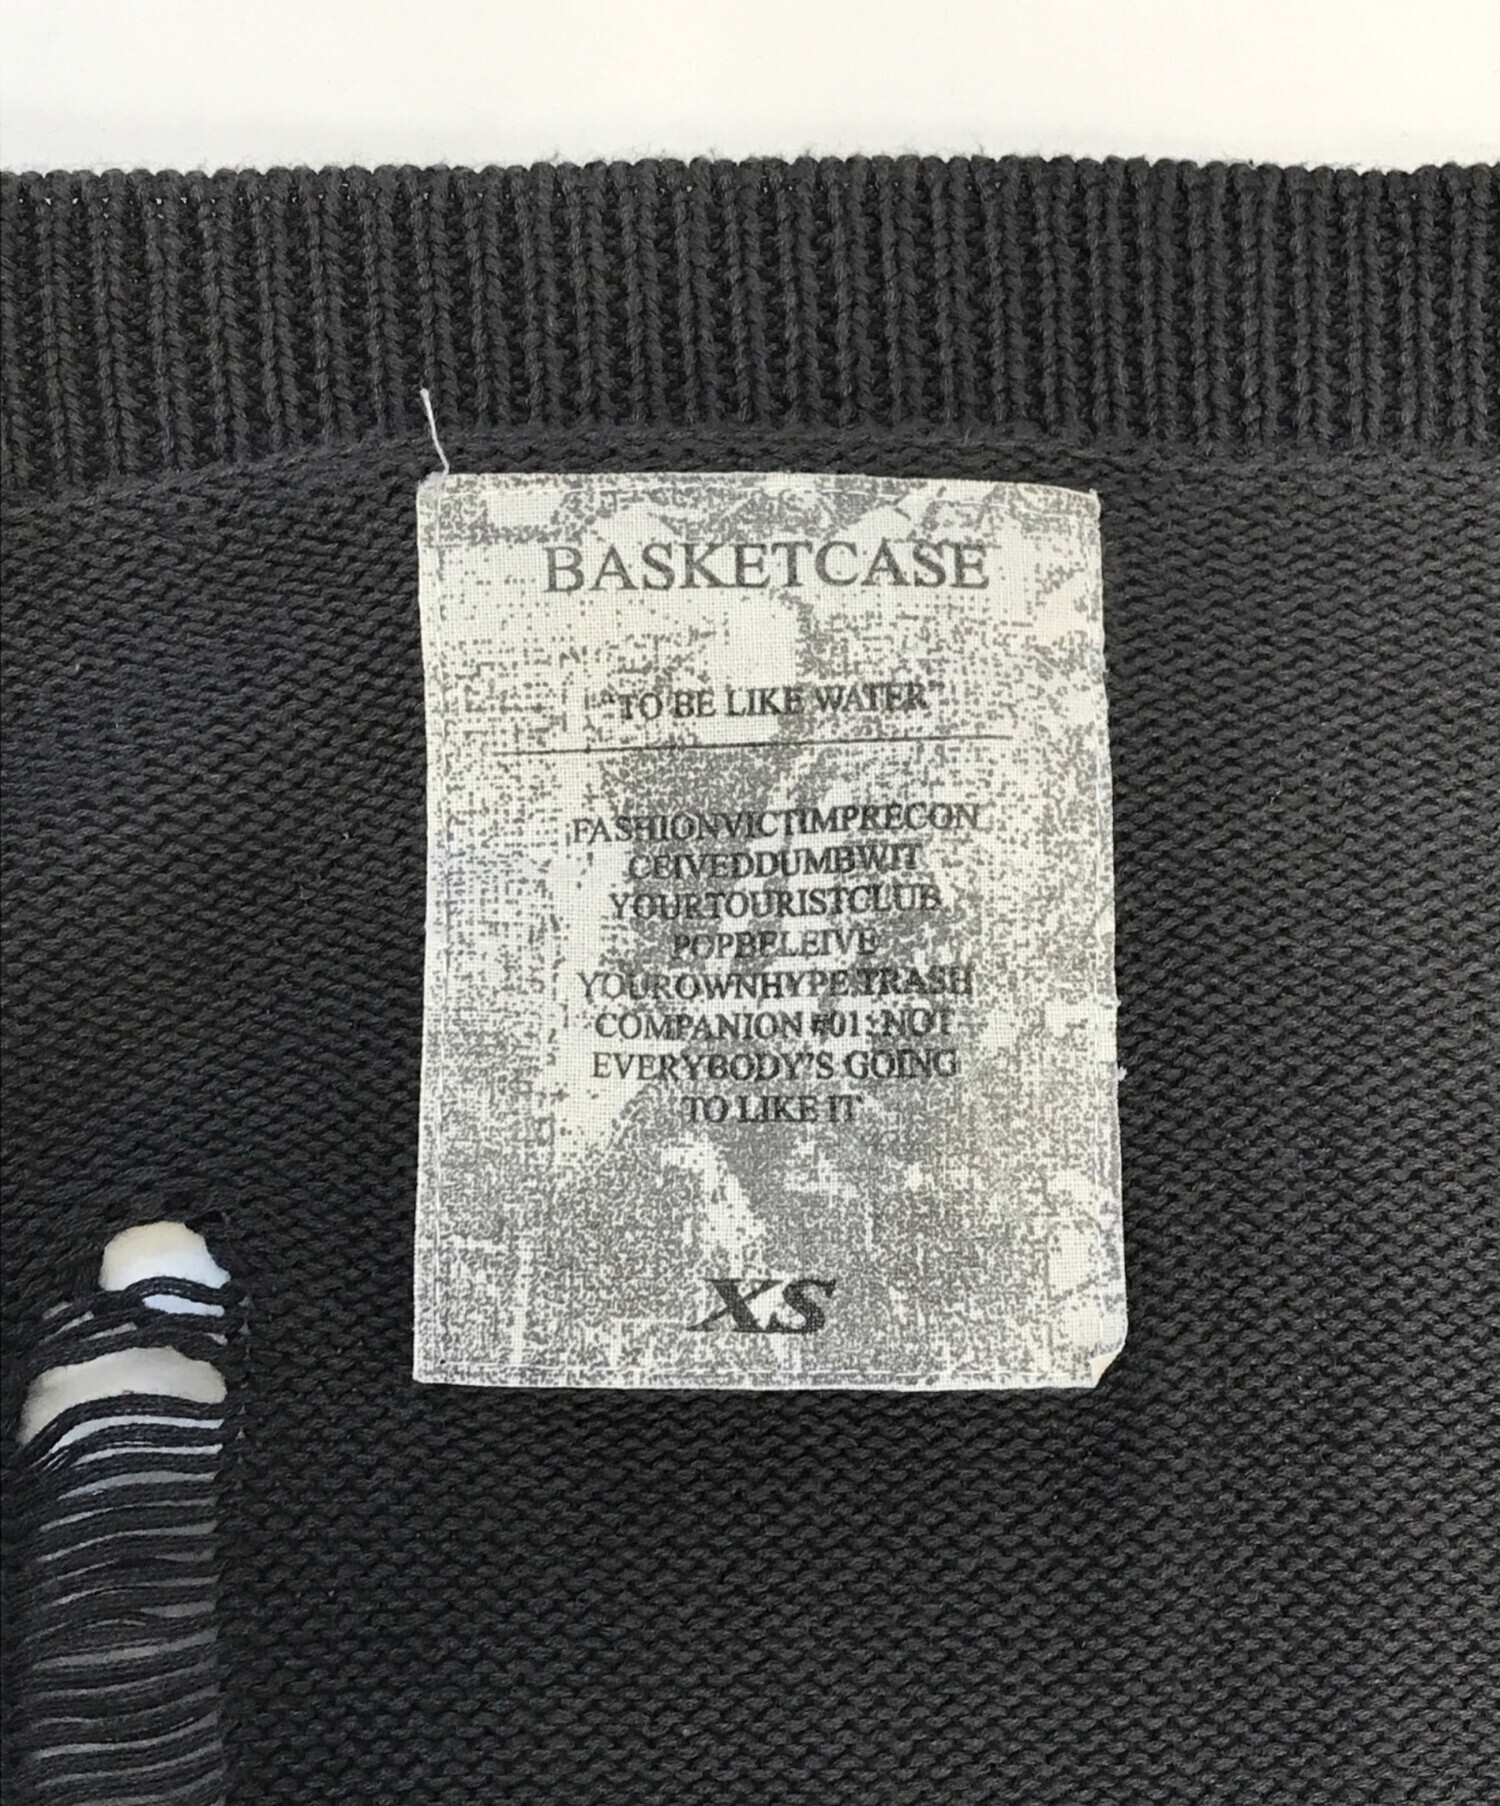 BASKETCASE
"TO BE LIKE WATER"
FASHIONVICTIMPRECON
CEIVEDDUMBWIT
YOURTOURISTCLUB
POPBELEIVE
YOUROWNHYPE.TRASH
COMPANION #01: NOT
EVERYBODY'S GOING
TO LIKE IT
XS